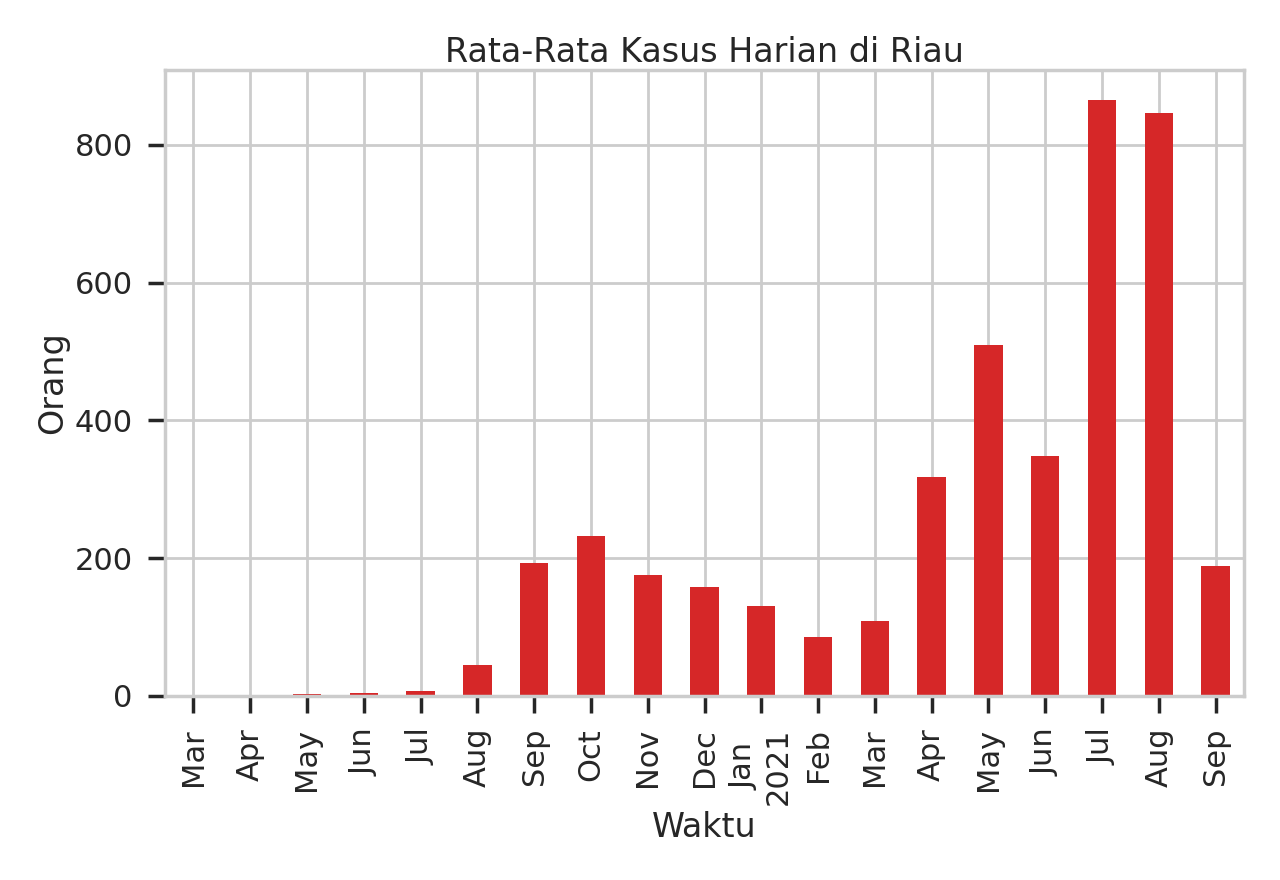 Rata-Rata Kasus Harian di Riau
Orang
800
600
400
200
0
Mar
Apr
May
Jun
Jul
Aug
Sep
Oct
Nov
Dec
Jan
2021
Feb
Mar
Apr
May
Jun
Jul
Aug
Sep
Waktu